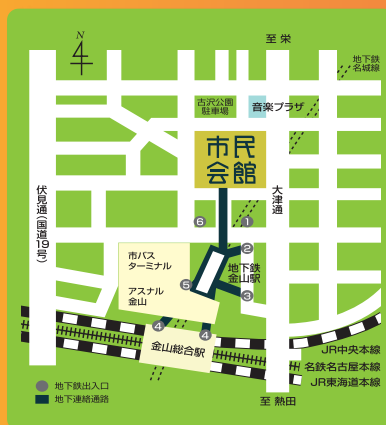 N
至 栄
地下鉄
名城線
古沢公園
駐車場
音楽プラザ
市民
会館
大津通
伏見通(国道19号)
6
1
2
市バス
ターミナル
地下鉄
金山駅
5
3
アスナル
金山
4
4
金山総合駅
JR中央本線
名鉄名古屋本線
JR東海道本線
地下鉄出入口
地下連絡通路
至 熱田